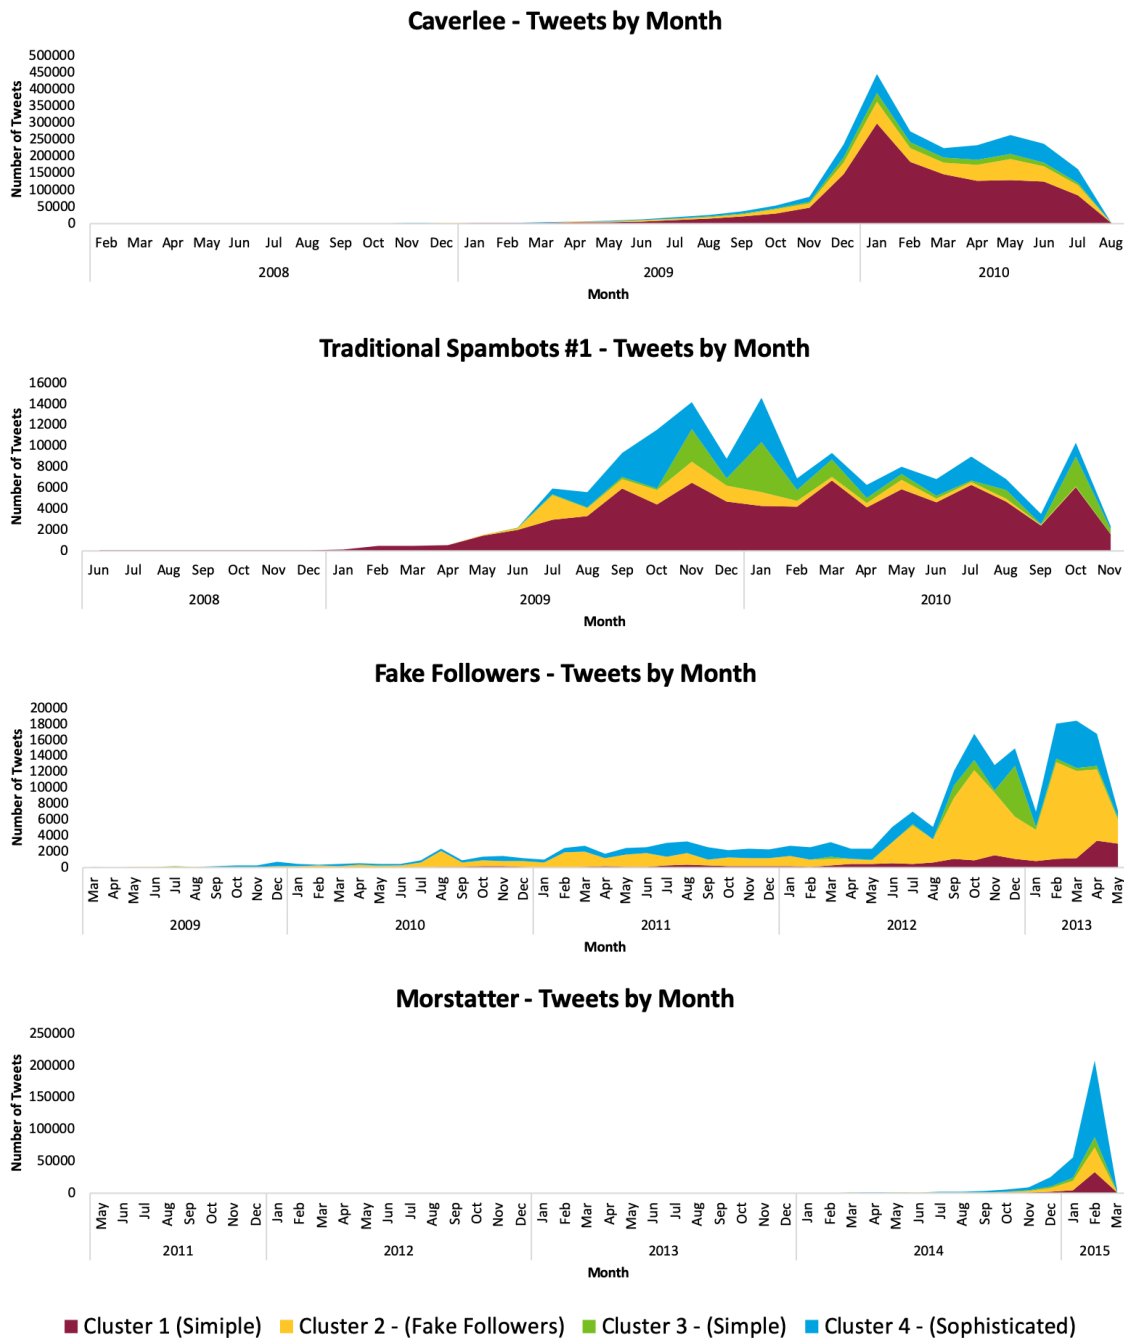 Caverlee - Tweets by Month
500000
450000
400000
350000
300000
250000
200000
150000
100000
50000
0
Number of Tweets
Feb Mar Apr May Jun Jul Aug Sep Oct Nov Dec Jan Feb Mar Apr May Jun Jul Aug Sep Oct Nov Dec Jan Feb Mar Apr May Jun Jul Aug
2008 2009 2010
Month
Traditional Spambots #1 - Tweets by Month
16000
14000
12000
10000
8000
6000
4000
2000
0
Number of Tweets
Jun Jul Aug Sep Oct Nov Dec Jan Feb Mar Apr May Jun Jul Aug Sep Oct Nov Dec Jan Feb Mar Apr May Jun Jul Aug Sep Oct Nov
2008 2009 2010
Month
Fake Followers - Tweets by Month
20000
18000
16000
14000
12000
10000
8000
6000
4000
2000
0
Number of Tweets
Mar Apr May Jun Jul Aug Sep Oct Nov Dec Jan Feb Mar Apr May Jun Jul Aug Sep Oct Nov Dec Jan Feb Mar Apr May Jun Jul Aug Sep Oct Nov Dec Jan Feb Mar Apr May Jun Jul Aug Sep Oct Nov Dec Jan Feb Mar Apr May
2009 2010 2011 2012 2013
Month
Morstatter - Tweets by Month
250000
200000
150000
100000
50000
0
Number of Tweets
May Jun Jul Aug Sep Oct Nov Dec Jan Feb Mar Apr May Jun Jul Aug Sep Oct Nov Dec Jan Feb Mar Apr May Jun Jul Aug Sep Oct Nov Dec Jan Feb Mar Apr May Jun Jul Aug Sep Oct Nov Dec Jan Feb Mar
2011 2012 2013 2014 2015
Month
Cluster 1 (Simiple) Cluster 2 - (Fake Followers) Cluster 3 - (Simple) Cluster 4 - (Sophisticated)